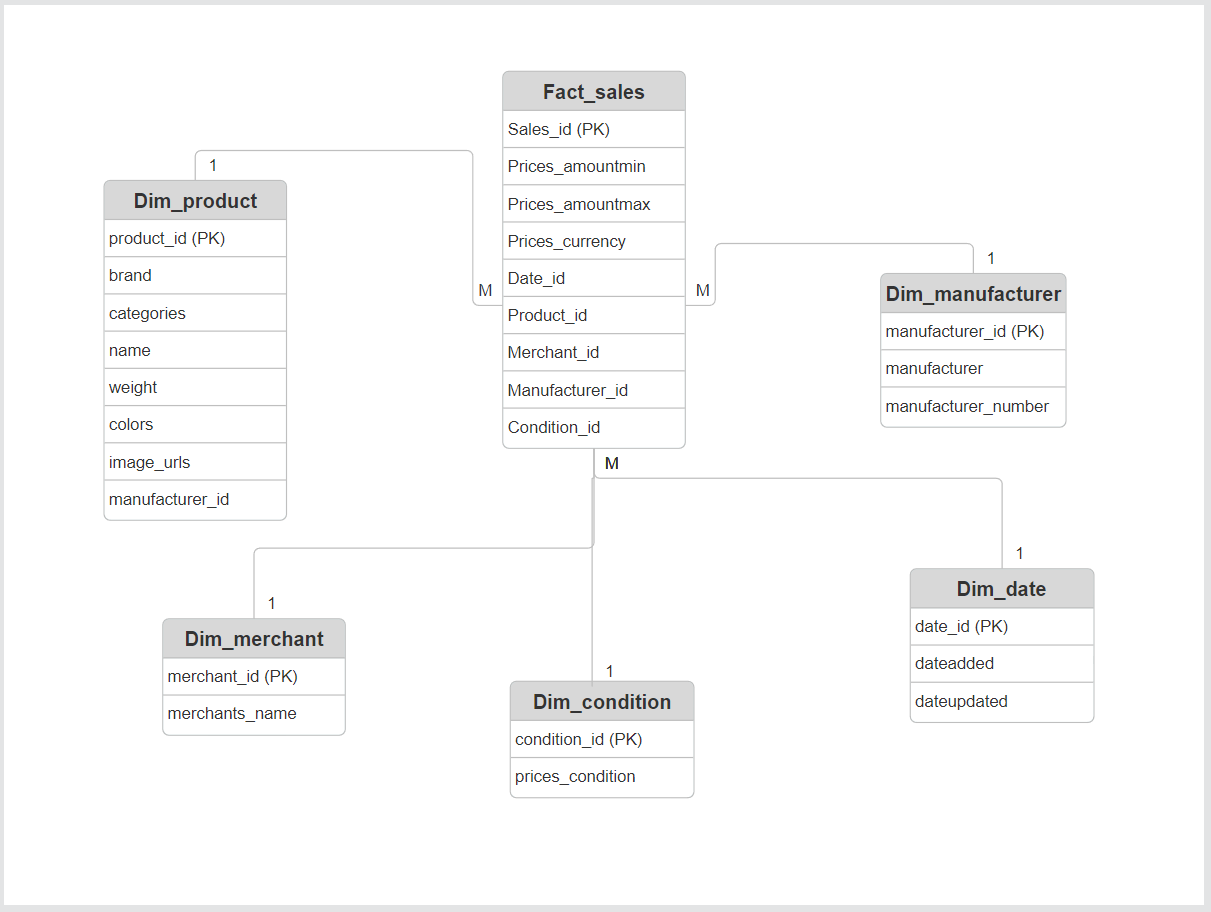 Fact_sales
Sales_id (PK)
Prices_amountmin
Prices_amountmax
Prices_currency
Date_id
Product_id
Merchant_id
Manufacturer_id
Condition_id
1
M
Dim_product
product_id (PK)
brand
categories
name
weight
colors
image_urls
manufacturer_id
M
1
Dim_manufacturer
manufacturer_id (PK)
manufacturer
manufacturer_number
M
1
Dim_merchant
merchant_id (PK)
merchants_name
1
Dim_condition
condition_id (PK)
prices_condition
1
Dim_date
date_id (PK)
dateadded
dateupdated